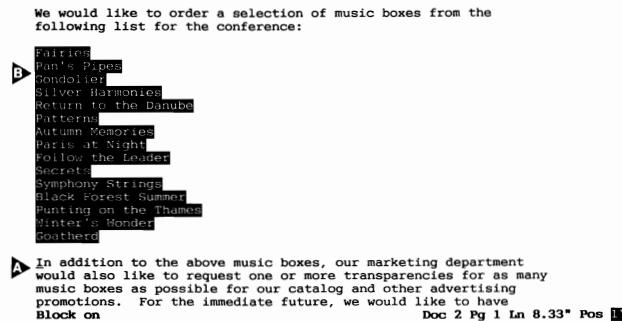 We would like to order a selection of music boxes from the
following list for the conference:
Fairies
B
Pan's Pipes
Gondolier
Silver Harmonies
Return to the Danube
Patterns
Autumn Memories
Paris at Night
Follow the Leader
Secrets
Symphony Strings
Black Forest Summer
Punting on the Thames
Winter's Wonder
Goatherd
A
In addition to the above music boxes, our marketing department
would also like to request one or more transparencies for as many
music boxes as possible for our catalog and other advertising
promotions. For the immediate future, we would like to have
Block on Doc 2 Pg 1 Ln 8.33" Pos